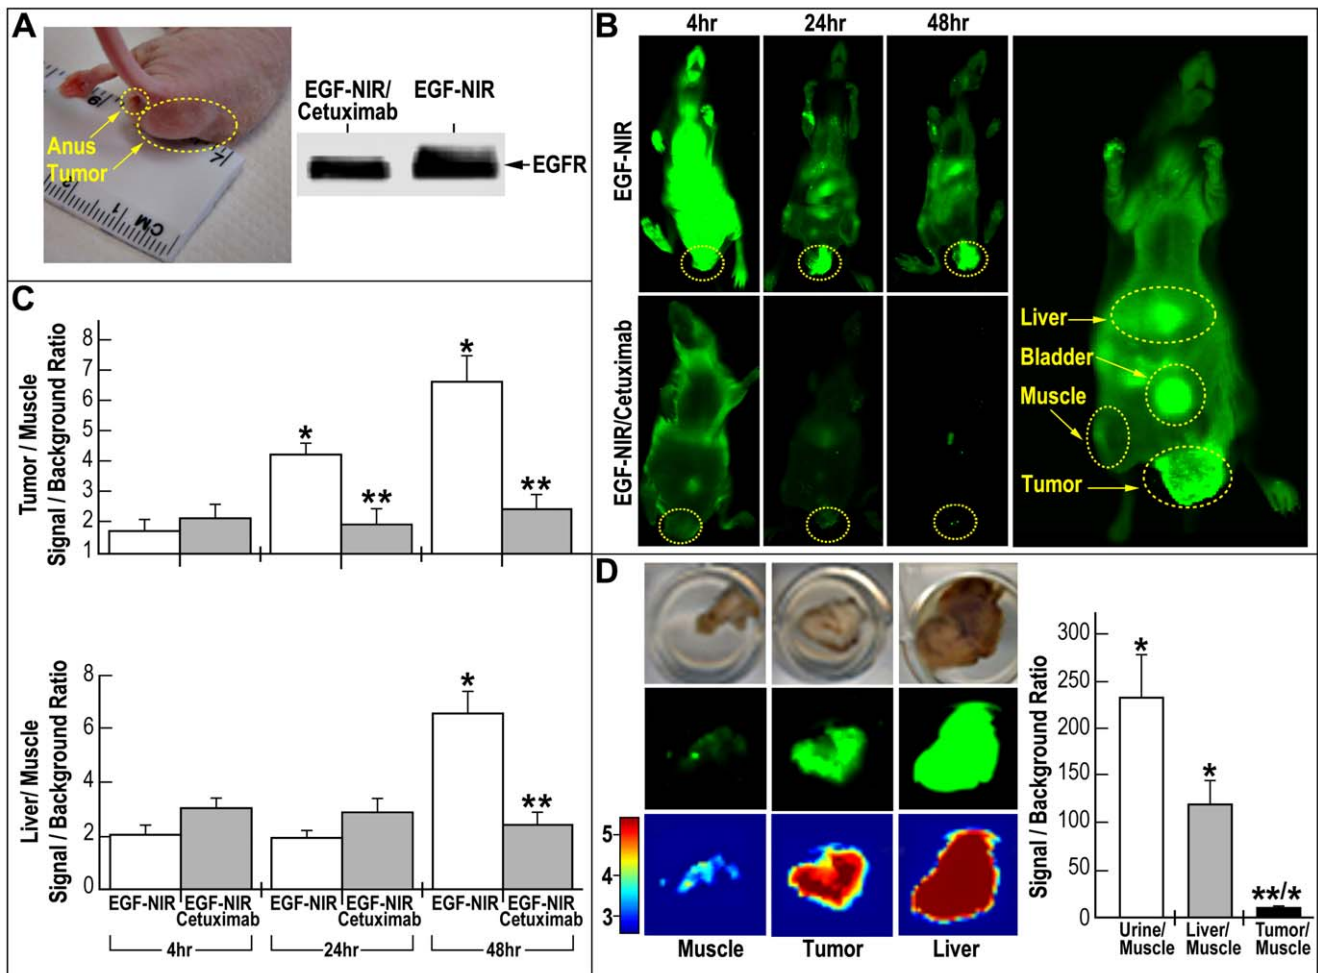 A
Anus
Tumor
1
CM
EGF-NIR/
Cetuximab
EGF-NIR
EGFR
B
4hr
24hr
48hr
EGF-NIR
EGF-NIR/Cetuximab
Liver
Bladder
Muscle
Tumor
C
Tumor / Muscle
Signal / Background Ratio
8
7
6
5
4
3
2
1
*
*
**
*
**
Liver/ Muscle
Signal / Background Ratio
8
6
4
2
0
*
**
EGF-NIR
EGF-NIR
Cetuximab
EGF-NIR
EGF-NIR
Cetuximab
EGF-NIR
EGF-NIR
Cetuximab
4hr
24hr
48hr
D
5
4
3
Muscle
Tumor
Liver
Signal / Background Ratio
300
250
200
150
100
50
0
*
*
**/*
Urine/
Muscle
Liver/
Muscle
Tumor/
Muscle